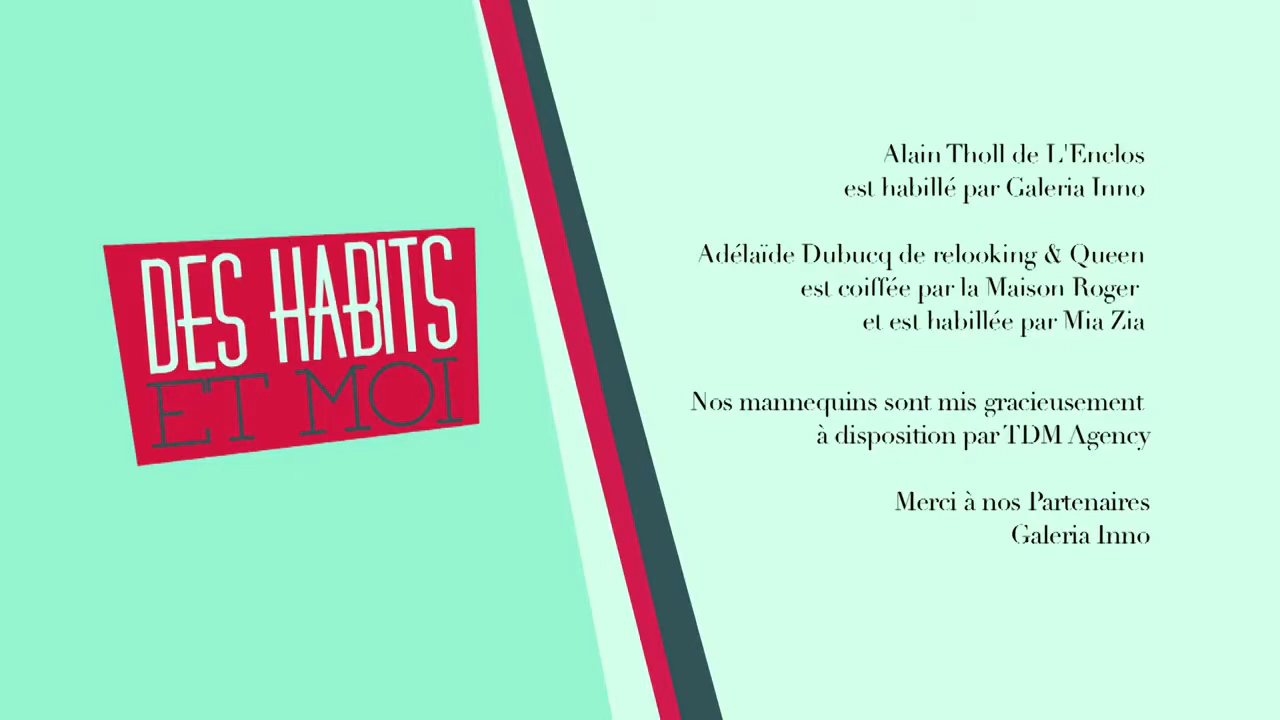 DES HABITS
ET MOI
Alain Tholl de L'Enclos
est habillé par Galeria Inno
Adélaïde Dubucq de relooking & Queen
est coiffée par la Maison Roger
et est habillée par Mia Zia
Nos mannequins sont mis gracieusement
à disposition par TDM Agency
Merci à nos Partenaires
Galeria Inno